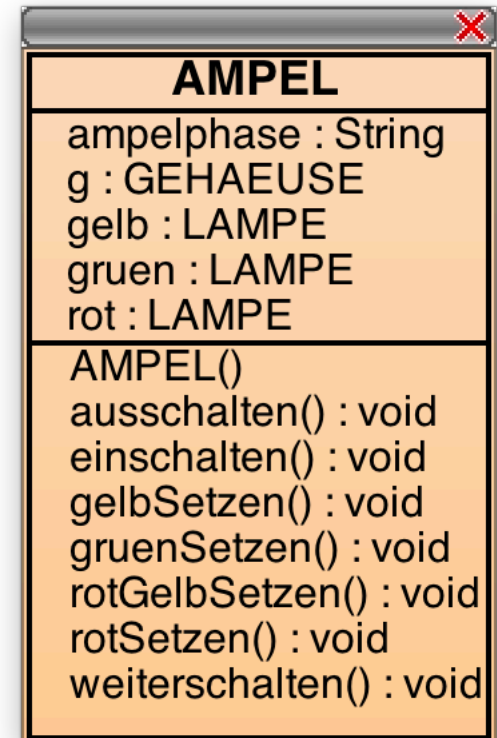 AMPEL
ampelphase : String
g : GEHAEUSE
gelb : LAMPE
gruen : LAMPE
rot : LAMPE
AMPEL()
ausschalten() : void
einschalten() : void
gelbSetzen() : void
gruenSetzen() : void
rotGelbSetzen() : void
rotSetzen() : void
weiterschalten() : void